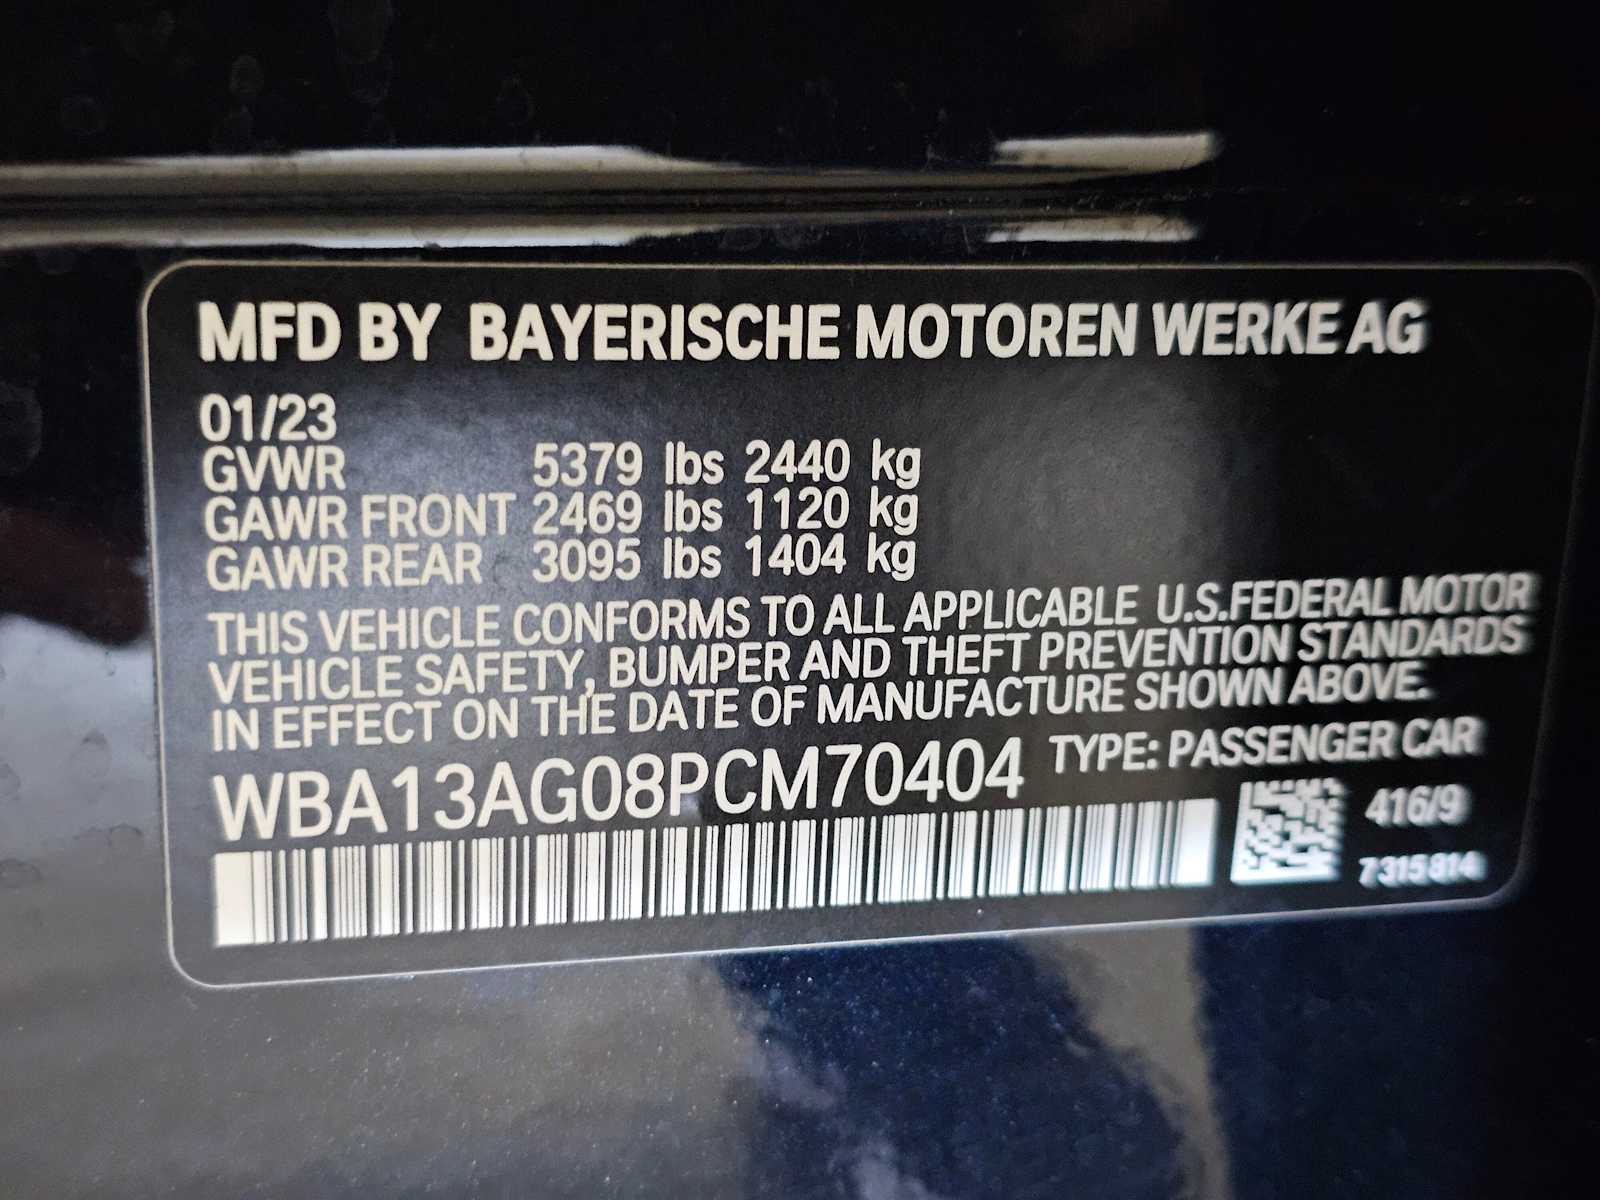 MFD BY BAYERISCHE MOTOREN WERKE AG
01/23
GVWR 5379 lbs 2440 kg
GAWR FRONT 2469 lbs 1120 kg
GAWR REAR 3095 lbs 1404 kg
THIS VEHICLE CONFORMS TO ALL APPLICABLE U.S.FEDERAL MOTOR
VEHICLE SAFETY, BUMPER AND THEFT PREVENTION STANDARDS
IN EFFECT ON THE DATE OF MANUFACTURE SHOWN ABOVE.
WBA13AG08PCM70404 TYPE: PASSENGER CAR
416/9
7315814